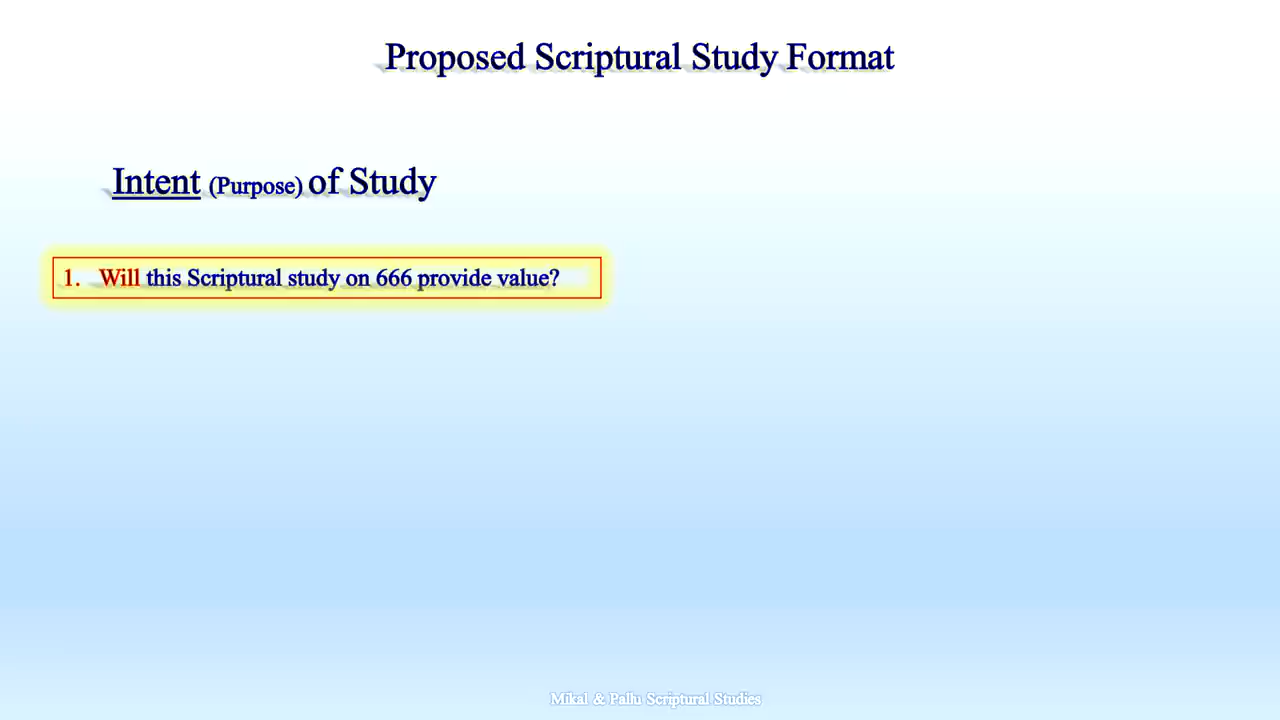 Proposed Scriptural Study Format
Intent (Purpose) of Study
1. Will this Scriptural study on 666 provide value?
Mikal & Pallu Scriptural Studies